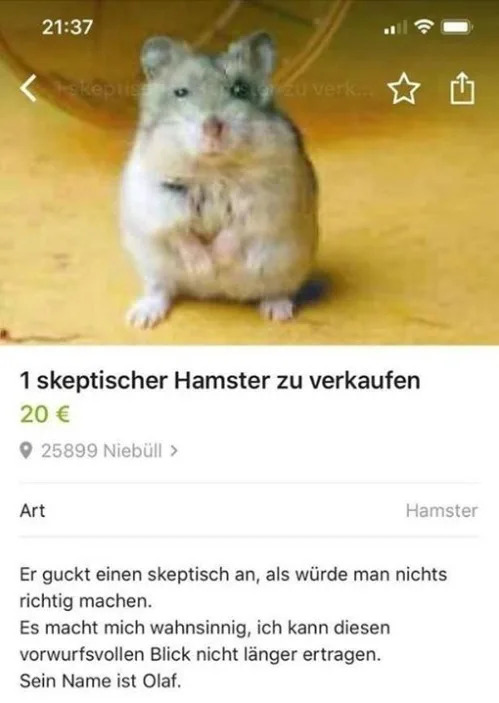 21:37
1 skeptischer Hamster zu verk...
1 skeptischer Hamster zu verkaufen
20 €
25899 Niebüll >
Art Hamster
Er guckt einen skeptisch an, als würde man nichts
richtig machen.
Es macht mich wahnsinnig, ich kann diesen
vorwurfsvollen Blick nicht länger ertragen.
Sein Name ist Olaf.